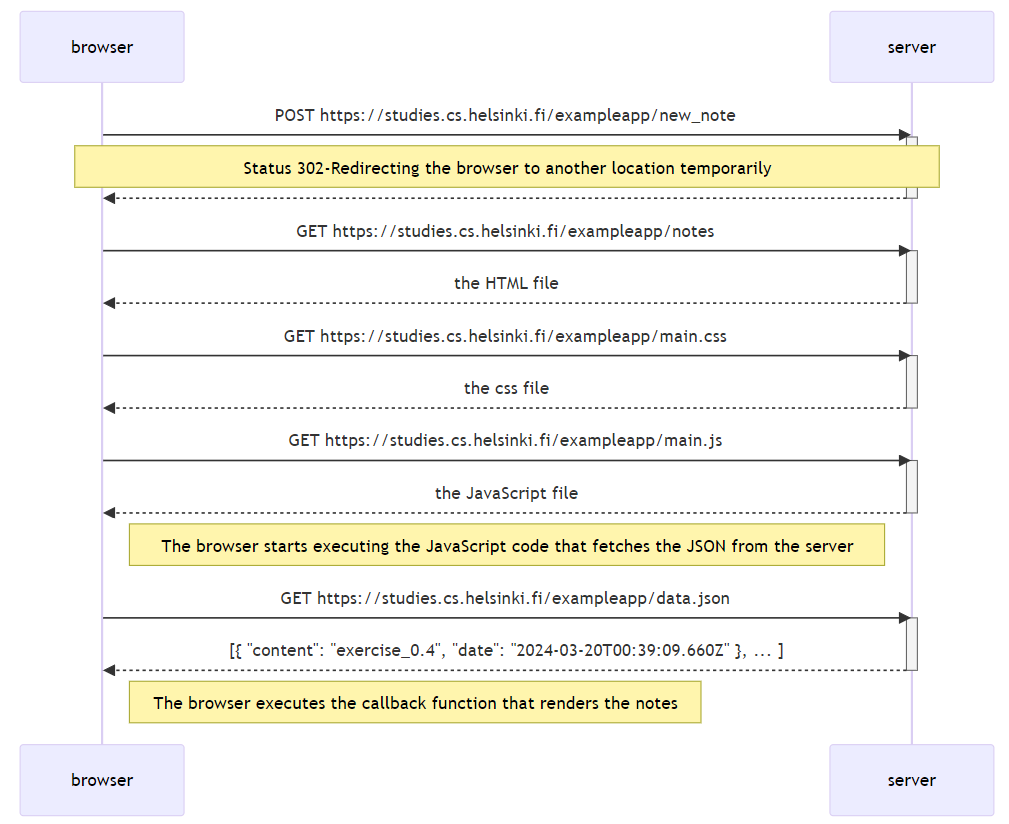 browser
server
POST https://studies.cs.helsinki.fi/exampleapp/new_note
Status 302-Redirecting the browser to another location temporarily
GET https://studies.cs.helsinki.fi/exampleapp/notes
the HTML file
GET https://studies.cs.helsinki.fi/exampleapp/main.css
the css file
GET https://studies.cs.helsinki.fi/exampleapp/main.js
the JavaScript file
The browser starts executing the JavaScript code that fetches the JSON from the server
GET https://studies.cs.helsinki.fi/exampleapp/data.json
[{ "content": "exercise_0.4", "date": "2024-03-20T00:39:09.660Z" }, ... ]
The browser executes the callback function that renders the notes
browser
server